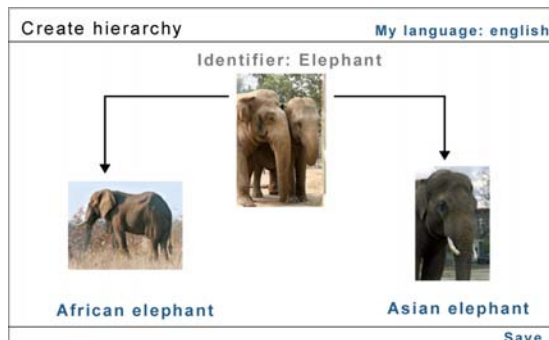 Create hierarchy
My language: english
Identifier: Elephant
African elephant
Asian elephant
Save